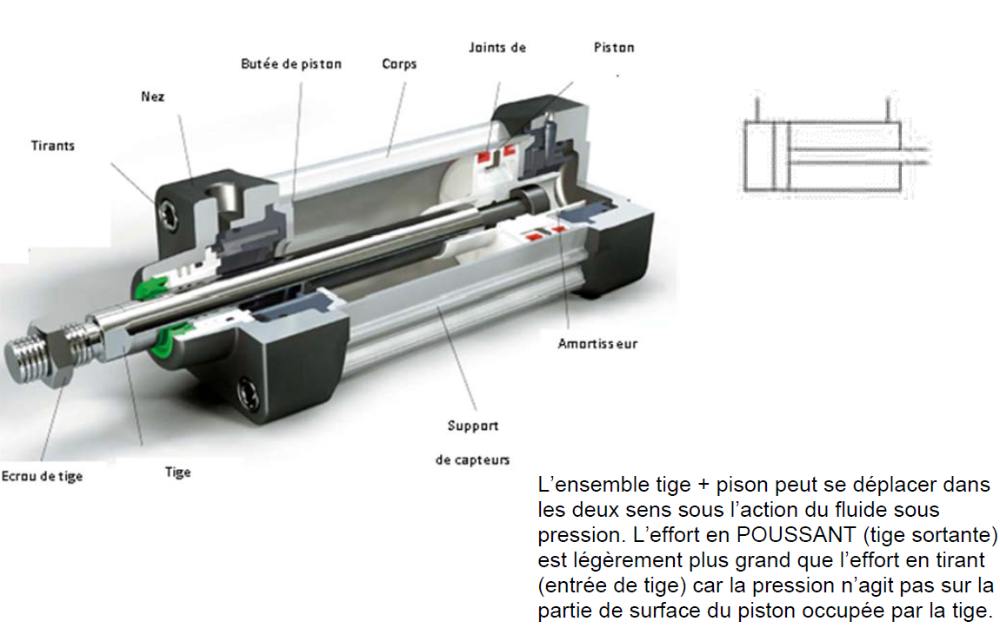 Joints de
Piston
Butée de piston
Corps
Nez
Tirants
Amortisseur
Support
de capteurs
Ecrou de tige
Tige
L’ensemble tige + pison peut se déplacer dans
les deux sens sous l’action du fluide sous
pression. L’effort en POUSSANT (tige sortante)
est légèrement plus grand que l’effort en tirant
(entrée de tige) car la pression n’agit pas sur la
partie de surface du piston occupée par la tige.